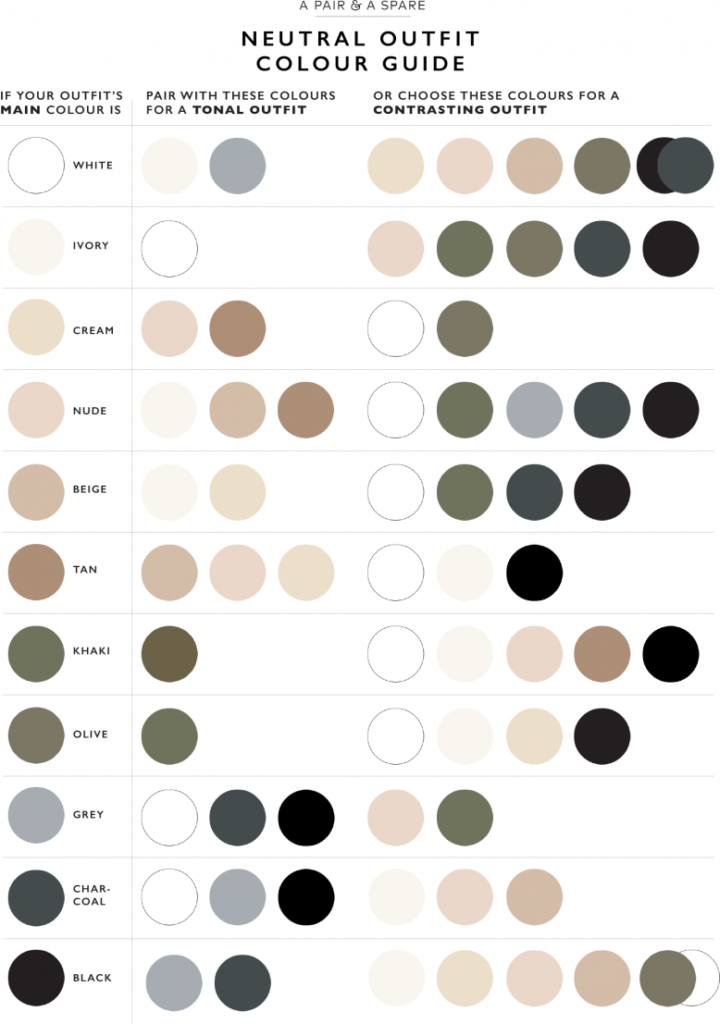 A PAIR & A SPARE
NEUTRAL OUTFIT
COLOUR GUIDE
IF YOUR OUTFIT'S
MAIN COLOUR IS
PAIR WITH THESE COLOURS
FOR A TONAL OUTFIT
OR CHOOSE THESE COLOURS FOR A
CONTRASTING OUTFIT
WHITE
IVORY
CREAM
NUDE
BEIGE
TAN
KHAKI
OLIVE
GREY
CHAR-
COAL
BLACK